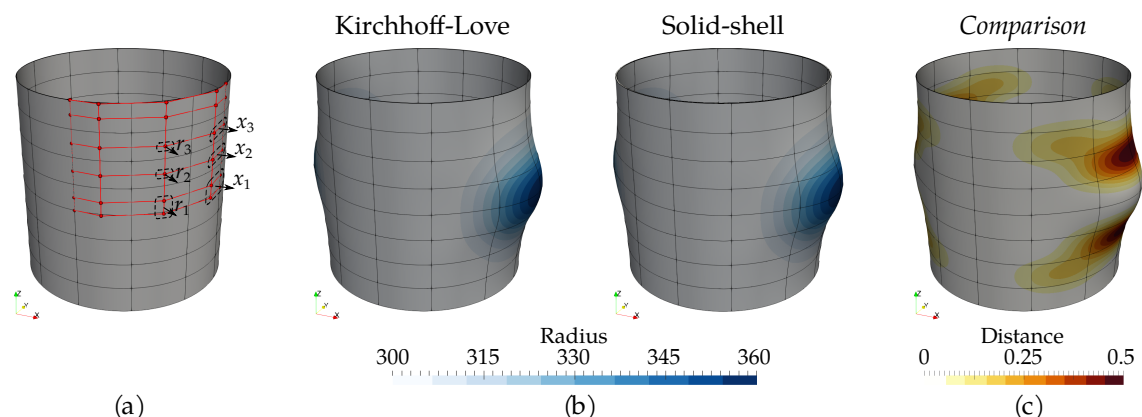 Kirchhoff-Love
Solid-shell
Comparison
x3
r3
x2
r2
x1
r1
Z
Y
X
Z
Y
X
Z
Y
X
Z
Y
X
Radius
300 315 330 345 360
Distance
0 0.25 0.5
(a)
(b)
(c)